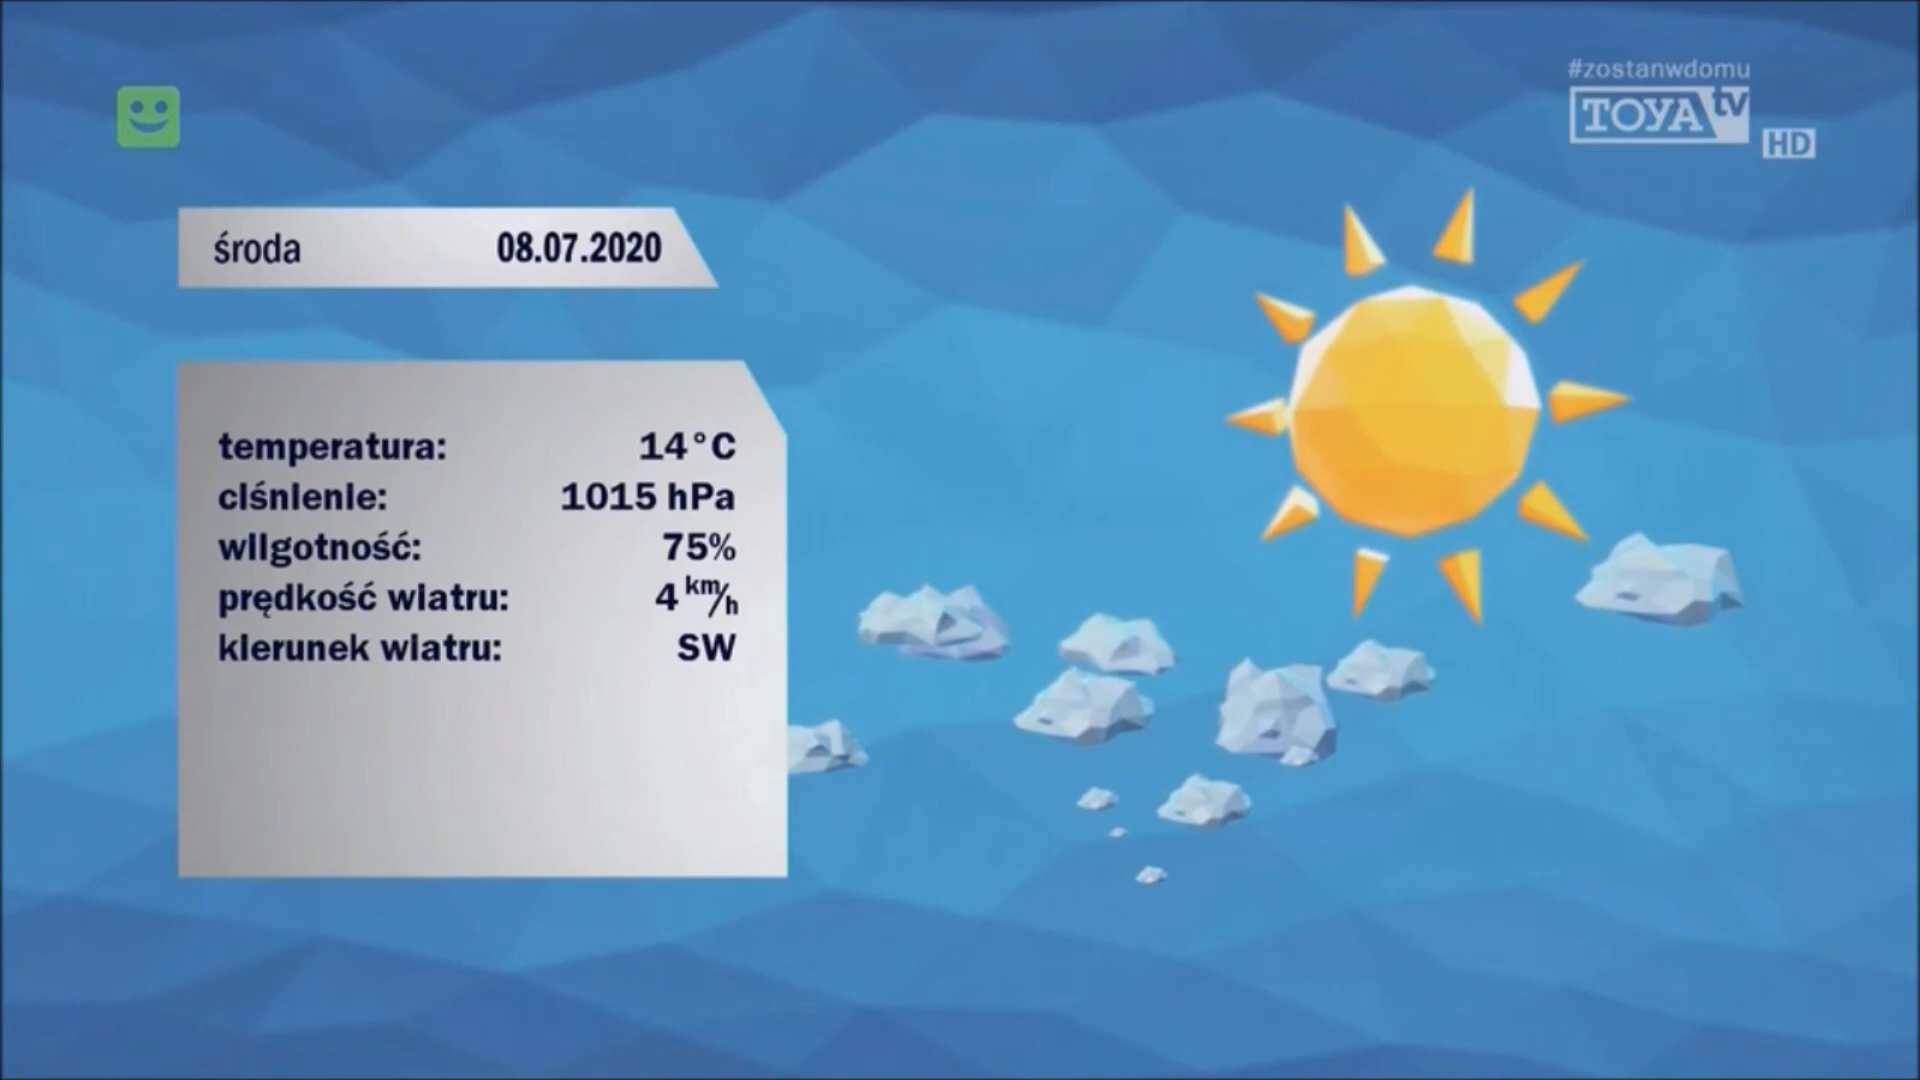 #zostanwdomu
TOYA tv
HD
środa 08.07.2020
temperatura: 14°C
ciśnienie: 1015 hPa
wilgotność: 75%
prędkość wiatru: 4 km/h
kierunek wiatru: SW